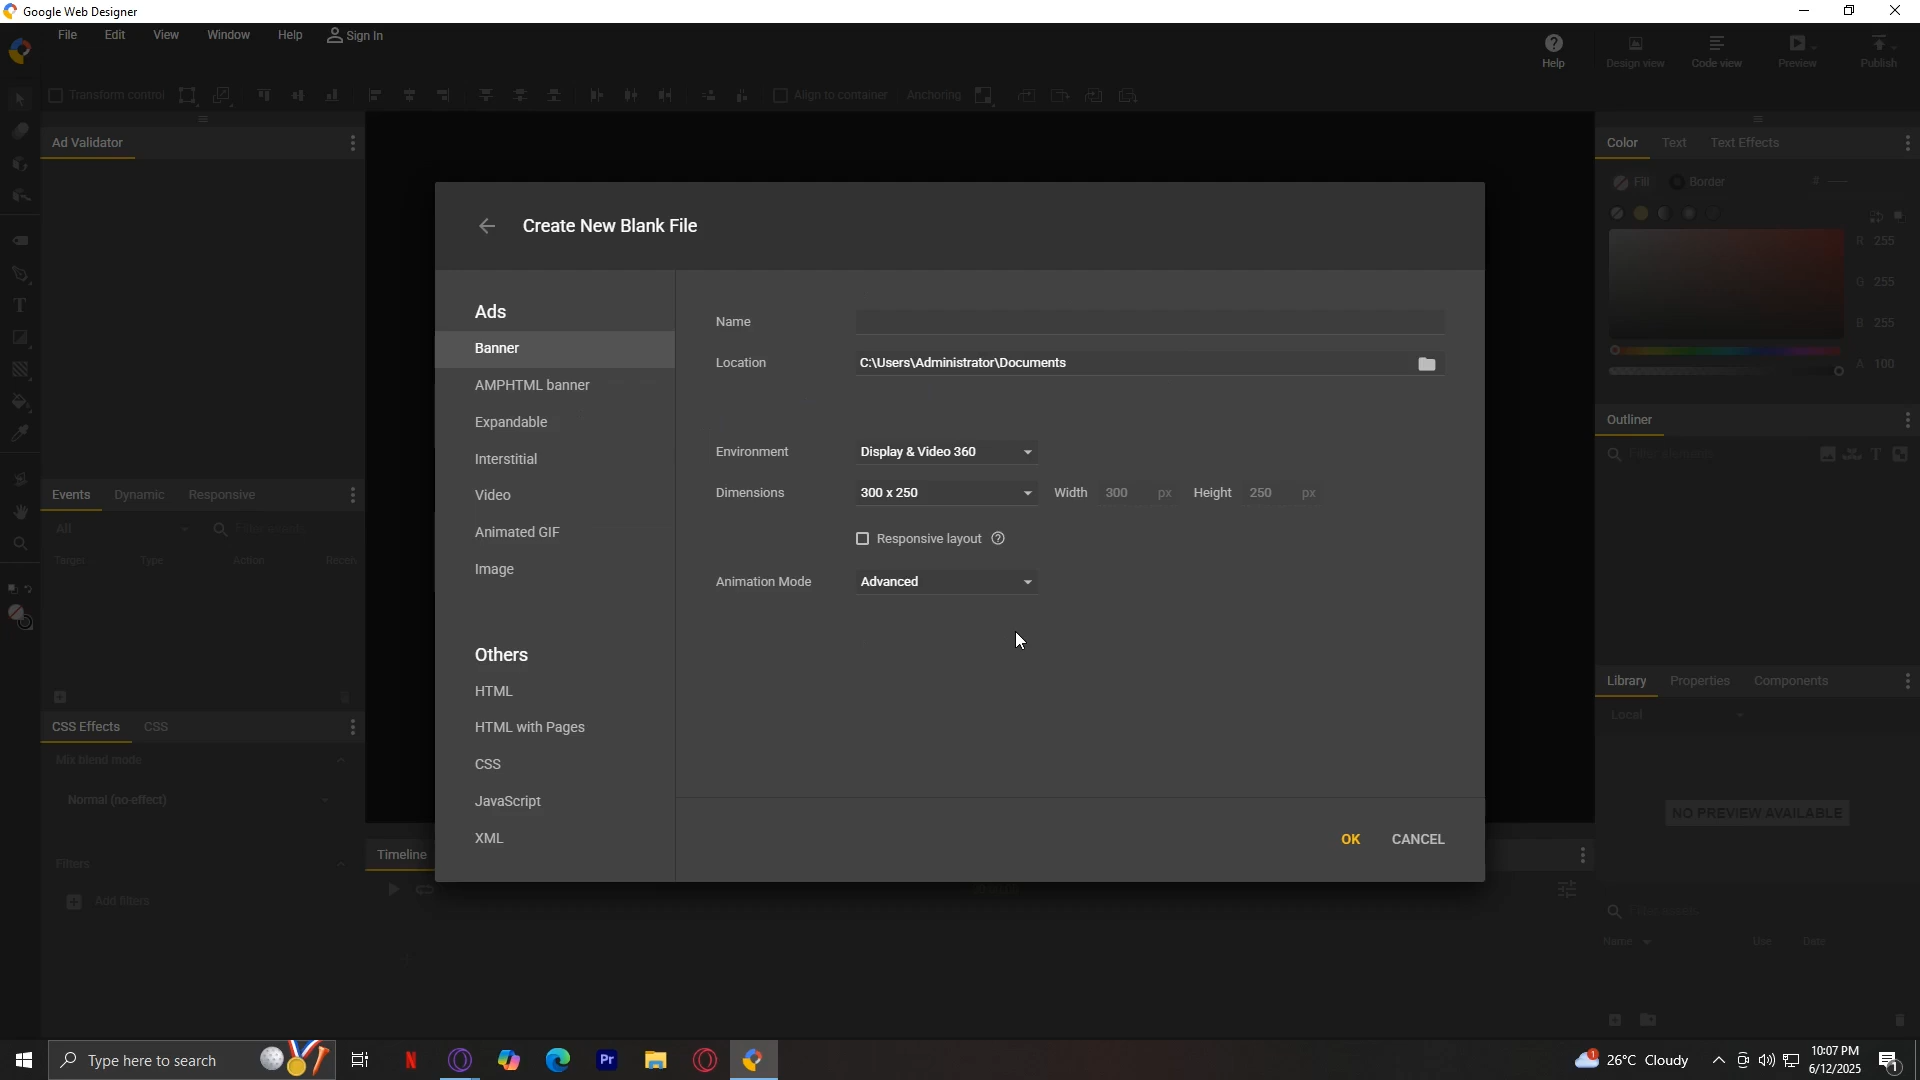 Google Web Designer
File Edit View Window Help Sign In
Help Design view Code view Preview Publish
Transform control Align to container Anchoring
Ad Validator
Color Text Text Effects
Fill Border #
R 255
G 255
B 255
A 100
Create New Blank File
Ads
Banner
AMPHTML banner
Expandable
Interstitial
Video
Animated GIF
Image
Others
HTML
HTML with Pages
CSS
JavaScript
XML
Name
Location C:\Users\Administrator\Documents
Environment Display & Video 360
Dimensions 300 x 250 Width 300 px Height 250 px
Responsive layout
Animation Mode Advanced
OK CANCEL
Outliner
Events Dynamic Responsive
All
Target Type Action
CSS Effects CSS
Mix blend mode
Normal (no-effect)
Filters
Add filters
Timeline
Library Properties Components
Local
NO PREVIEW AVAILABLE
Name Use Date
Type here to search
Pr
1
26°C Cloudy
10:07 PM
6/12/2025
1